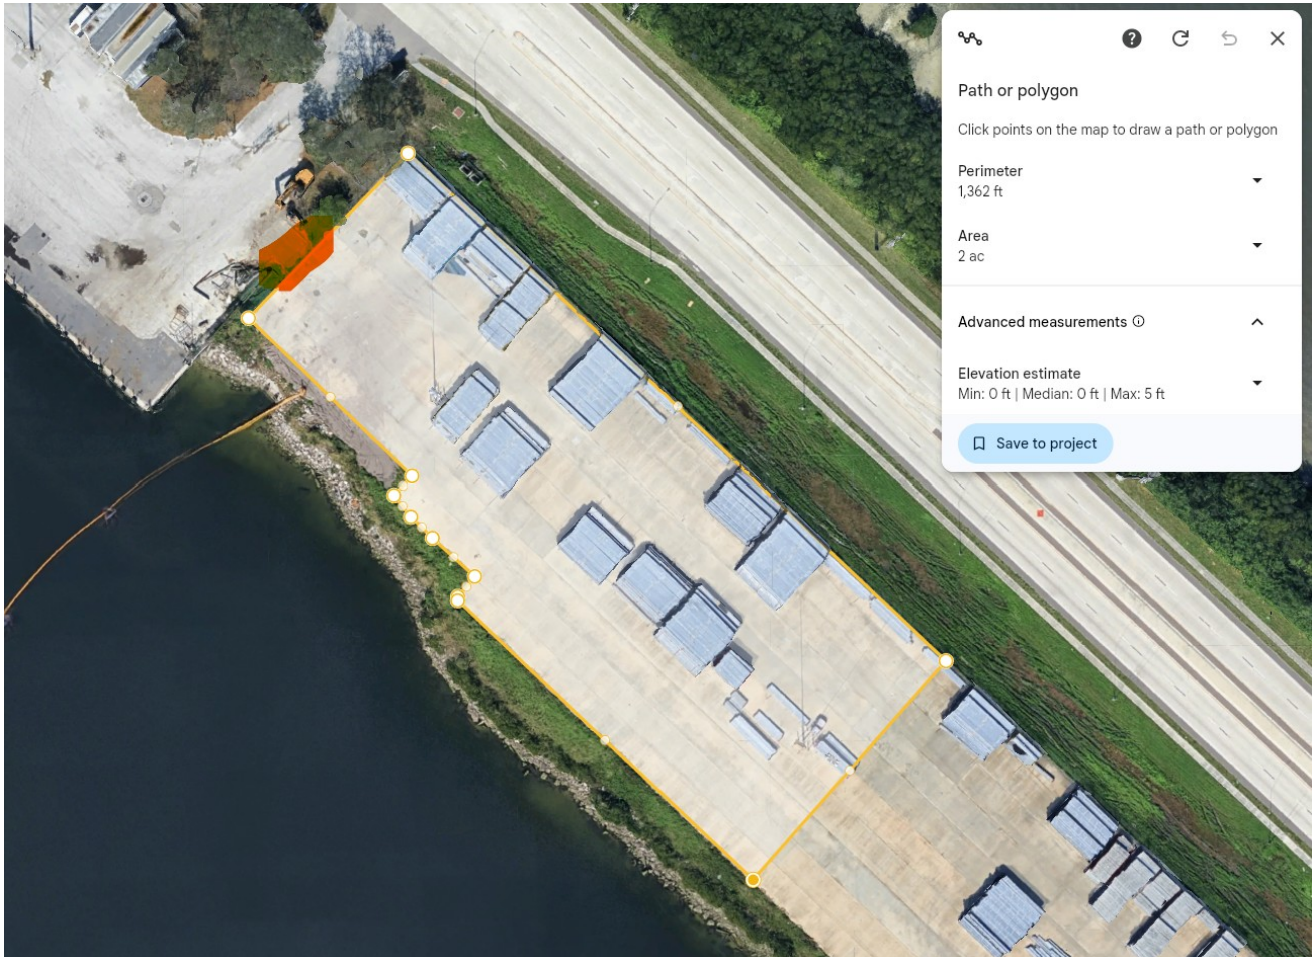 Path or polygon
Click points on the map to draw a path or polygon
Perimeter
1,362 ft
Area
2 ac
Advanced measurements
Elevation estimate
Min: 0 ft | Median: 0 ft | Max: 5 ft
Save to project